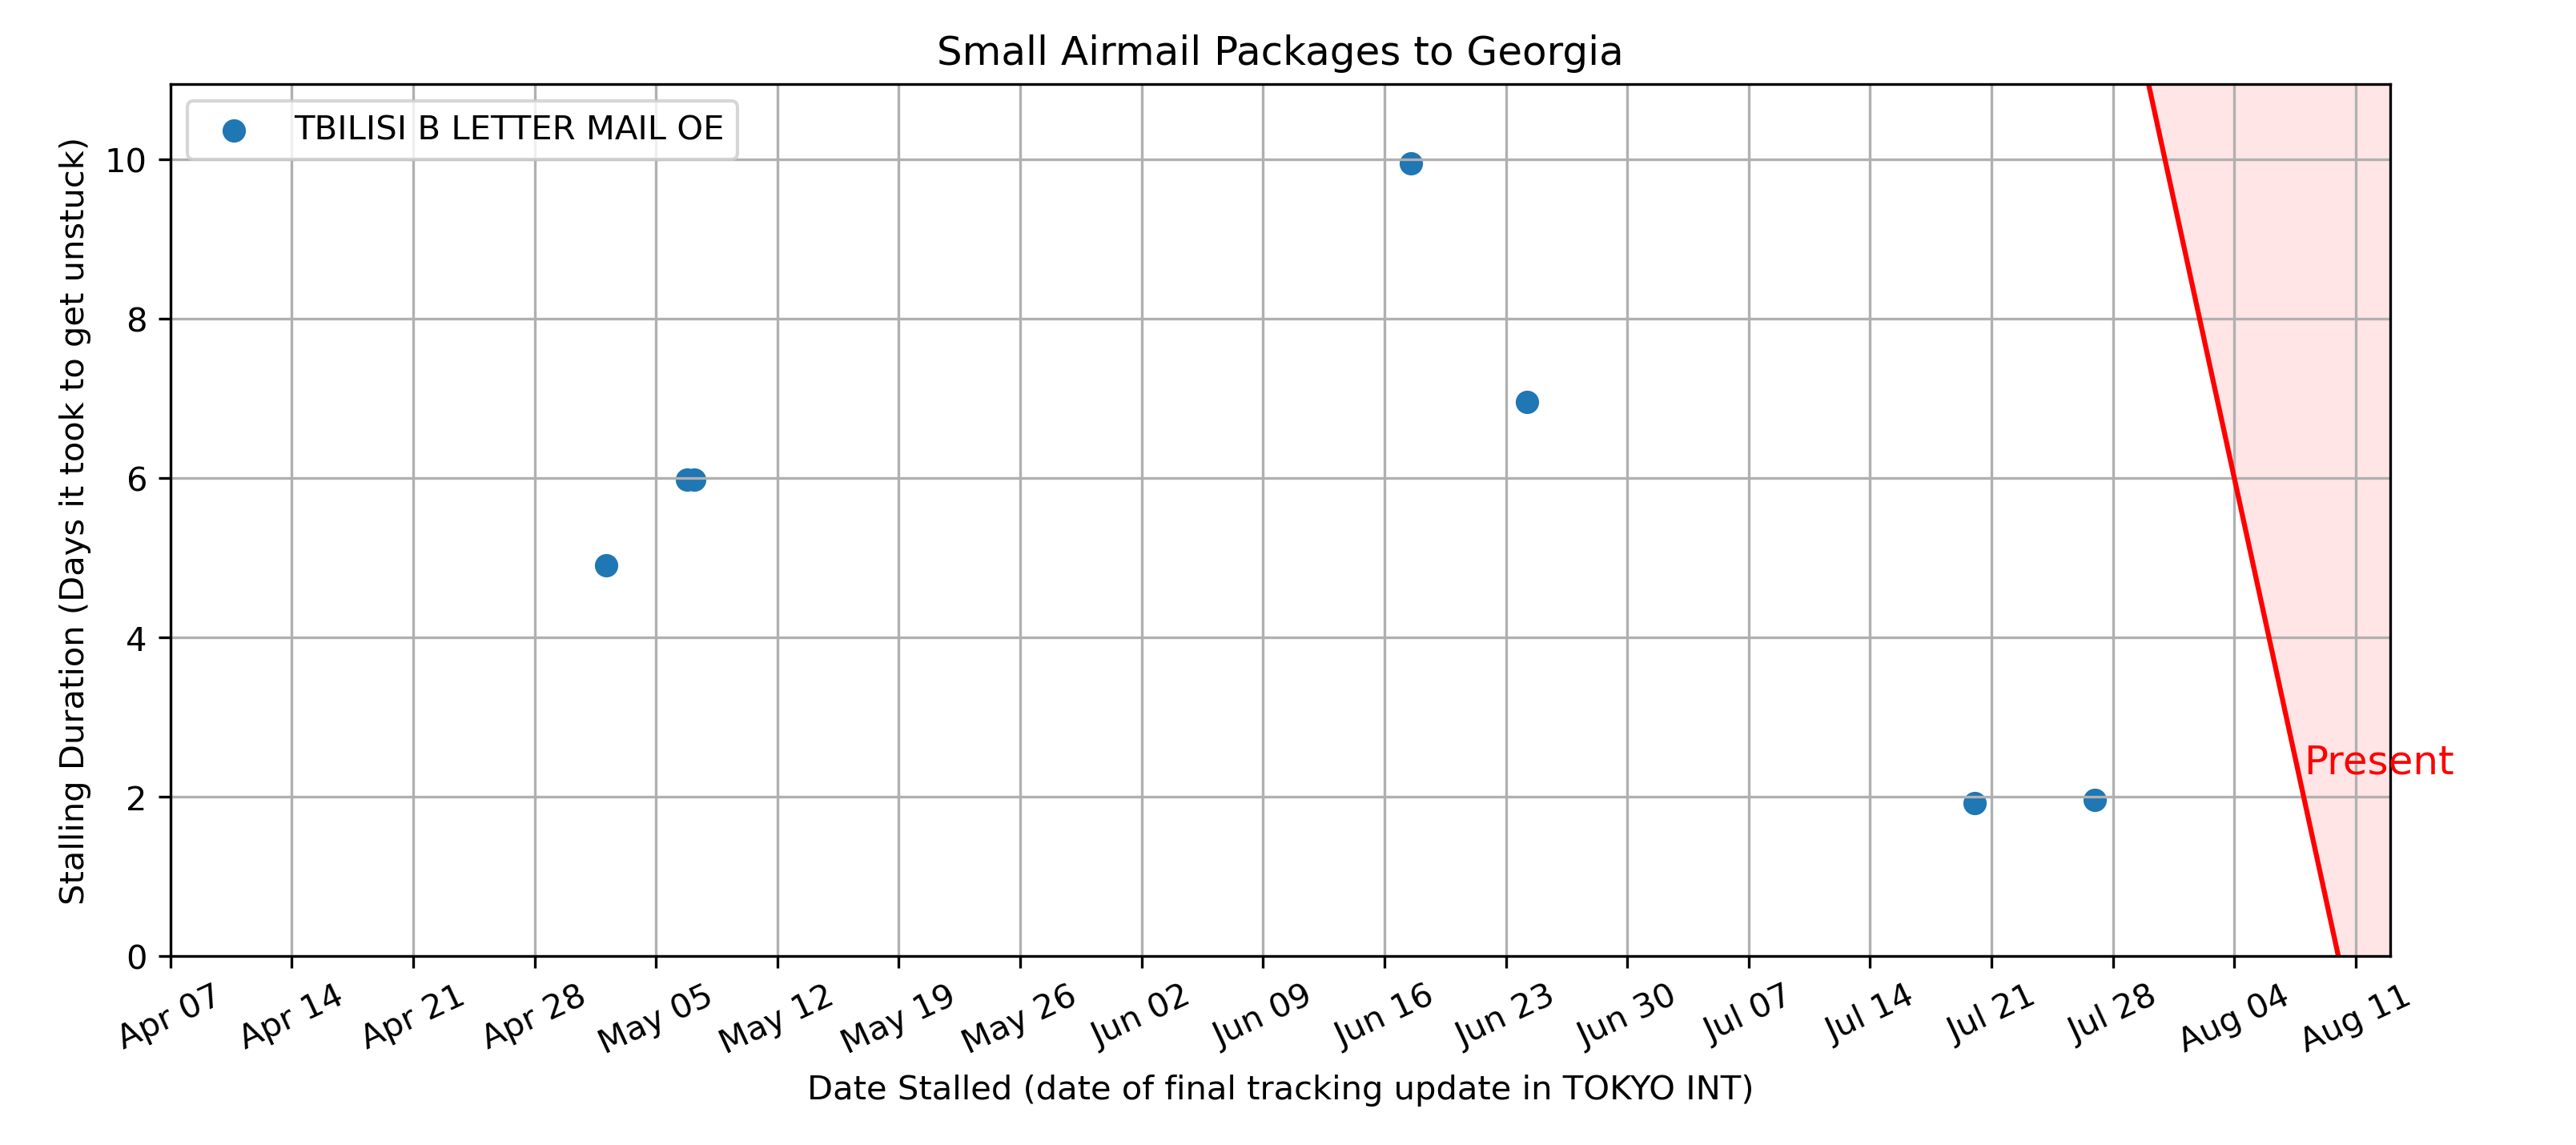 Small Airmail Packages to Georgia
TBILISI B LETTER MAIL OE
Stalling Duration (Days it took to get unstuck)
10
8
6
4
2
0
Present
Apr 07
Apr 14
Apr 21
Apr 28
May 05
May 12
May 19
May 26
Jun 02
Jun 09
Jun 16
Jun 23
Jun 30
Jul 07
Jul 14
Jul 21
Jul 28
Aug 04
Aug 11
Date Stalled (date of final tracking update in TOKYO INT)